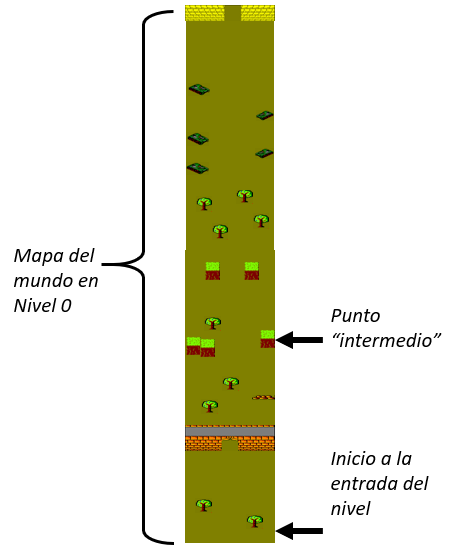 Mapa del
mundo en
Nivel 0
Punto
“intermedio”
Inicio a la
entrada del
nivel